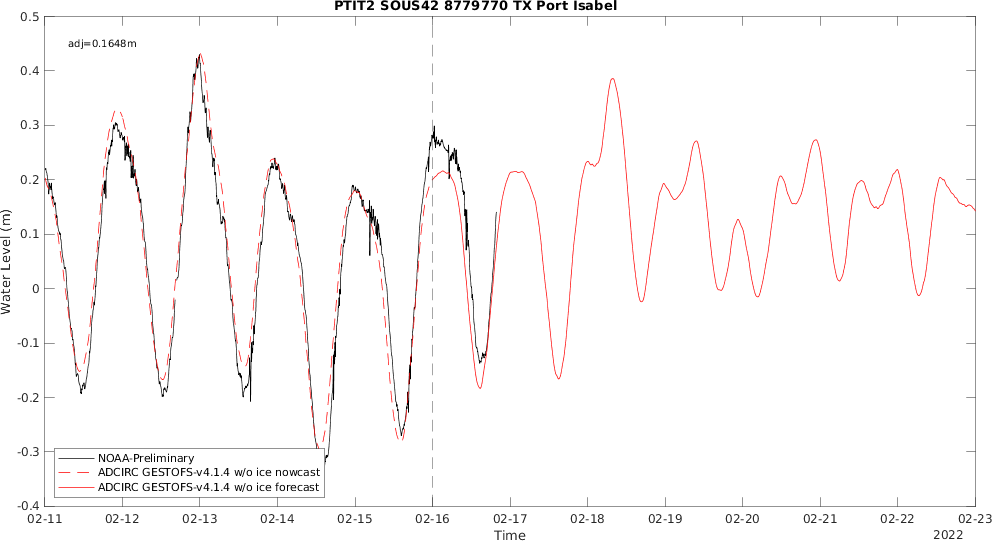 PTIT2 SOUS42 8779770 TX Port Isabel
adj=0.1648m
0.5
0.4
0.3
0.2
0.1
0
-0.1
-0.2
-0.3
-0.4
Water Level (m)
NOAA-Preliminary
ADCIRC GESTOFS-v4.1.4 w/o ice nowcast
ADCIRC GESTOFS-v4.1.4 w/o ice forecast
02-11 02-12 02-13 02-14 02-15 02-16 02-17 02-18 02-19 02-20 02-21 02-22 02-23
Time
2022